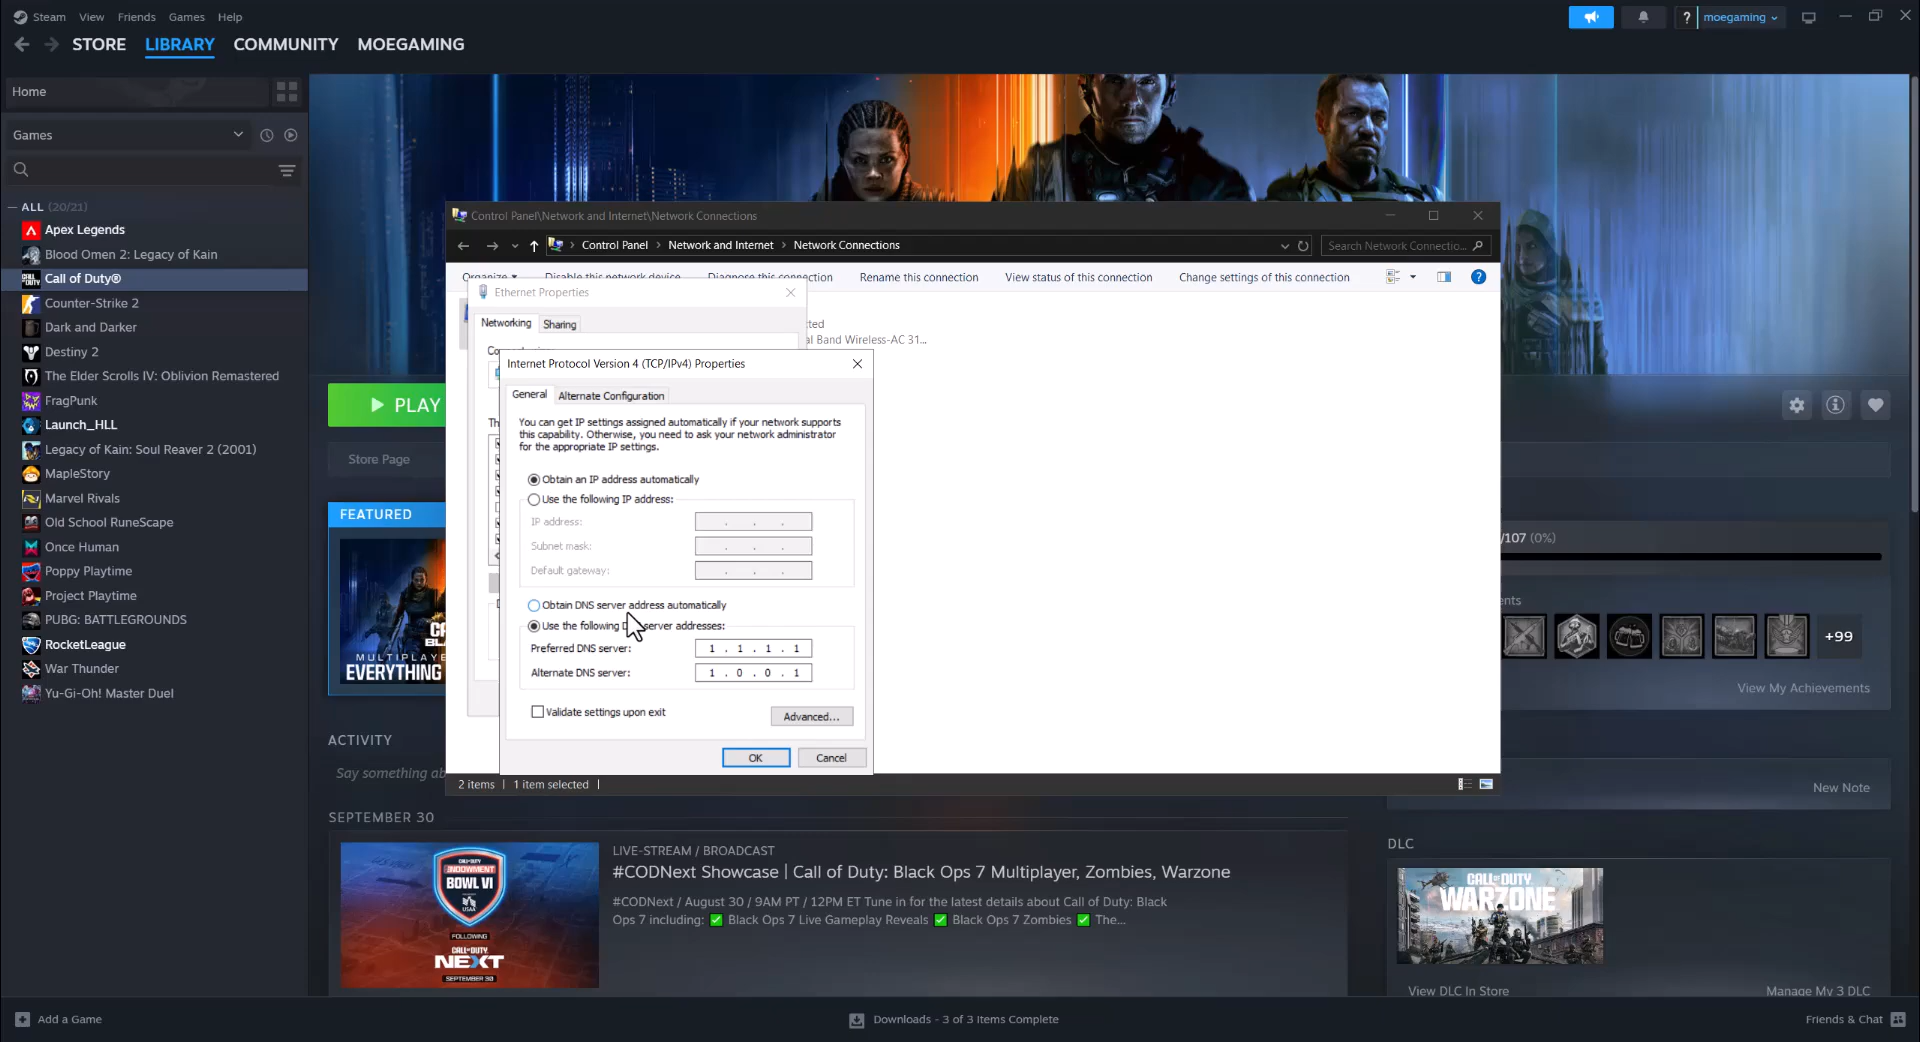 Steam View Friends Games Help
moegaming
STORE LIBRARY COMMUNITY MOEGAMING
Home
Games
ALL (20/21)
Apex Legends
Blood Omen 2: Legacy of Kain
Call of Duty®
Counter-Strike 2
Dark and Darker
Destiny 2
The Elder Scrolls IV: Oblivion Remastered
FragPunk
Launch_HLL
Legacy of Kain: Soul Reaver 2 (2001)
MapleStory
Marvel Rivals
Old School RuneScape
Once Human
Poppy Playtime
Project Playtime
PUBG: BATTLEGROUNDS
RocketLeague
War Thunder
Yu-Gi-Oh! Master Duel
Add a Game
Control Panel\Network and Internet\Network Connections
Control Panel > Network and Internet > Network Connections
Search Network Connectio...
Organize Disable this network device Diagnose this connection Rename this connection View status of this connection Change settings of this connection
Ethernet Properties
Networking Sharing
cted
al Band Wireless-AC 31...
Internet Protocol Version 4 (TCP/IPv4) Properties
General Alternate Configuration
You can get IP settings assigned automatically if your network supports
this capability. Otherwise, you need to ask your network administrator
for the appropriate IP settings.
Obtain an IP address automatically
Use the following IP address:
IP address: . . .
Subnet mask: . . .
Default gateway: . . .
Obtain DNS server address automatically
Use the following D server addresses:
Preferred DNS server: 1 . 1 . 1 . 1
Alternate DNS server: 1 . 0 . 0 . 1
Validate settings upon exit
Advanced...
OK Cancel
2 items 1 item selected
PLAY
Store Page
FEATURED
MULTIPLAYE
EVERYTHING
/107 (0%)
ents
+99
View My Achievements
ACTIVITY
Say something ab
New Note
SEPTEMBER 30
CALL OF DUTY
ENDOWMENT
BOWL VI
USAA
FOLLOWING
CALL OF DUTY
NEXT
SEPTEMBER 30
LIVE-STREAM / BROADCAST
#CODNext Showcase | Call of Duty: Black Ops 7 Multiplayer, Zombies, Warzone
#CODNext / August 30 / 9AM PT / 12PM ET Tune in for the latest details about Call of Duty: Black
Ops 7 including: ✅ Black Ops 7 Live Gameplay Reveals ✅ Black Ops 7 Zombies ✅ The...
DLC
CALL OF DUTY
WARZONE
View DLC In Store
Manage My 3 DLC
Downloads - 3 of 3 Items Complete
Friends & Chat